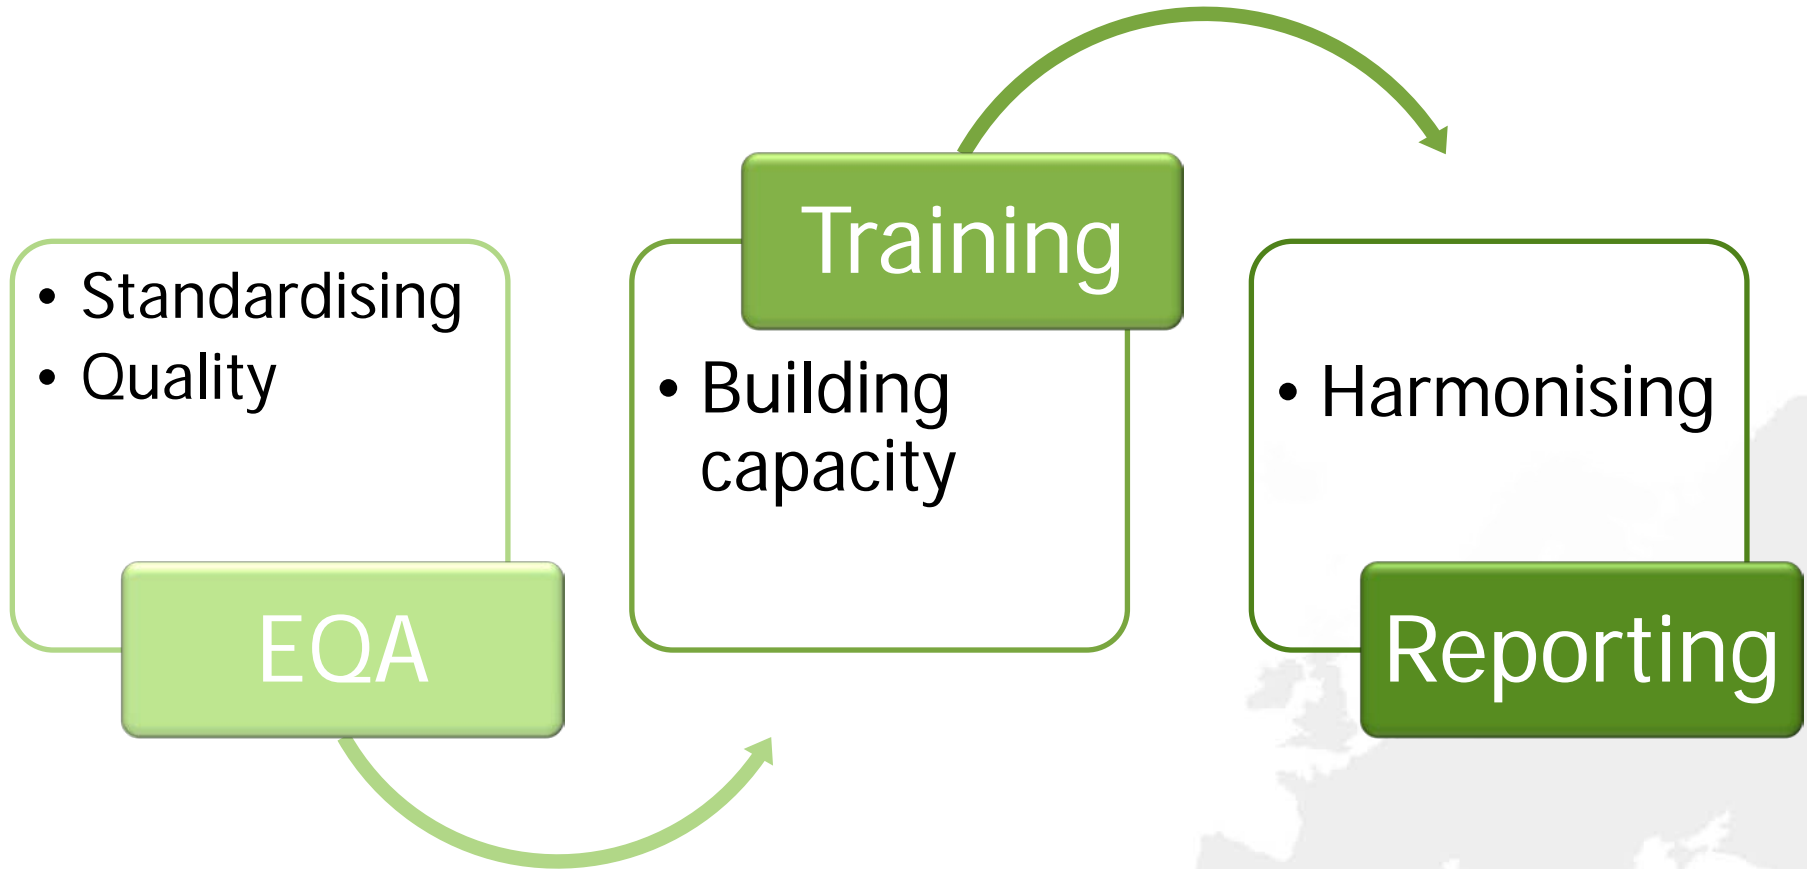 • Standardising
• Quality
EQA
Training
• Building
capacity
• Harmonising
Reporting